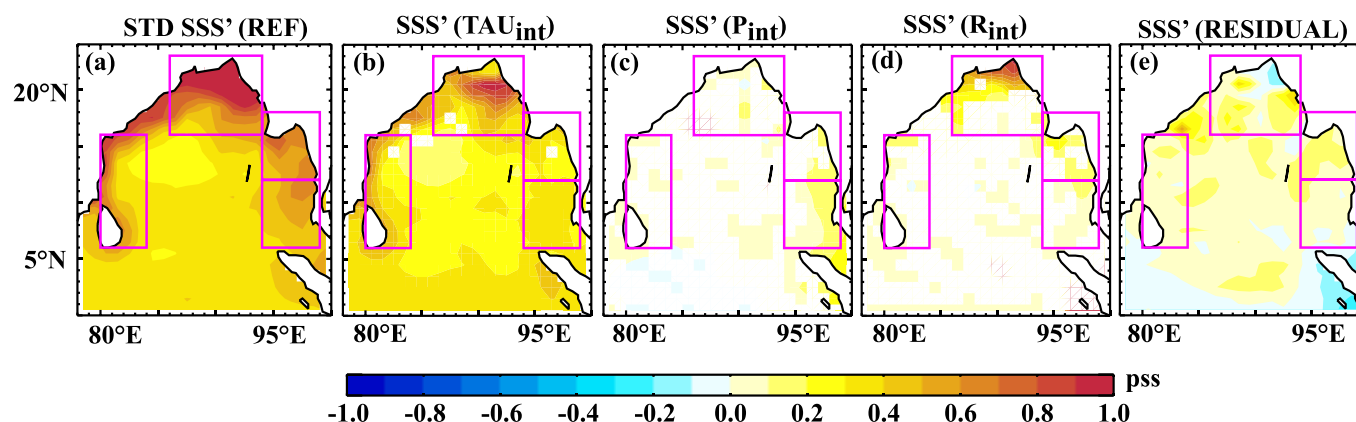 STD SSS' (REF) SSS' (TAUint) SSS' (Pint) SSS' (Rint) SSS' (RESIDUAL)
(a) (b) (c) (d) (e)
20°N
5°N
80°E 95°E 80°E 95°E 80°E 95°E 80°E 95°E 80°E 95°E
pss
-1.0 -0.8 -0.6 -0.4 -0.2 0.0 0.2 0.4 0.6 0.8 1.0